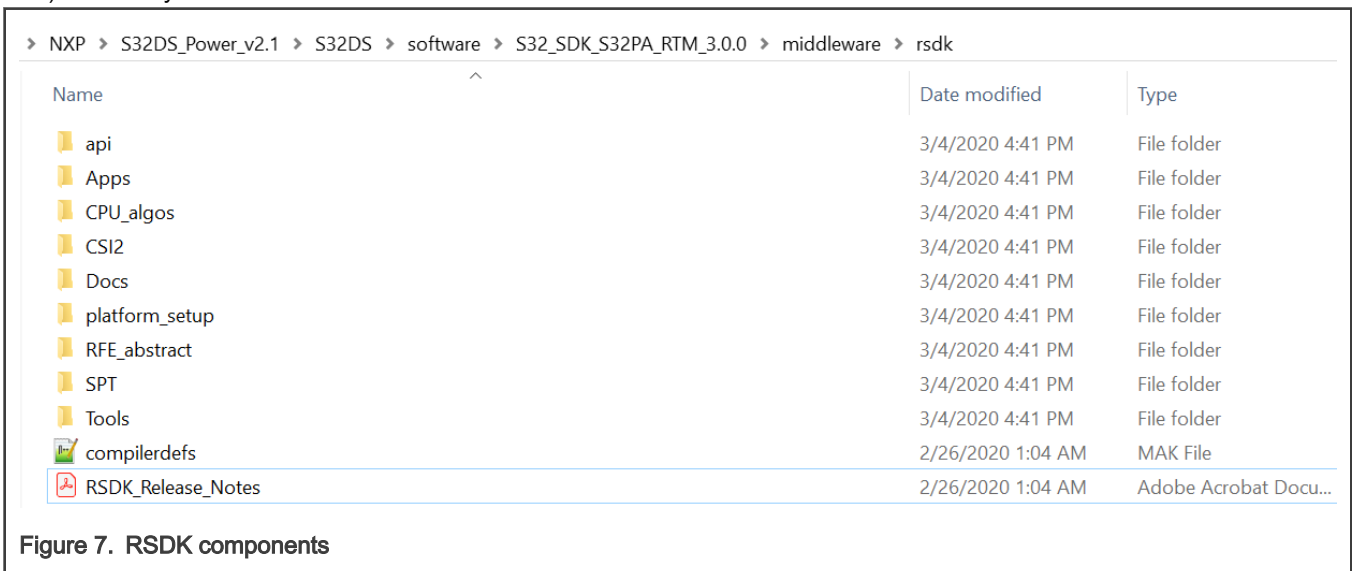 > NXP > S32DS_Power_v2.1 > S32DS > software > S32_SDK_S32PA_RTM_3.0.0 > middleware > rsdk
Name Date modified Type
api 3/4/2020 4:41 PM File folder
Apps 3/4/2020 4:41 PM File folder
CPU_algos 3/4/2020 4:41 PM File folder
CSI2 3/4/2020 4:41 PM File folder
Docs 3/4/2020 4:41 PM File folder
platform_setup 3/4/2020 4:41 PM File folder
RFE_abstract 3/4/2020 4:41 PM File folder
SPT 3/4/2020 4:41 PM File folder
Tools 3/4/2020 4:41 PM File folder
compilerdefs 2/26/2020 1:04 AM MAK File
RSDK_Release_Notes 2/26/2020 1:04 AM Adobe Acrobat Docu...
Figure 7. RSDK components